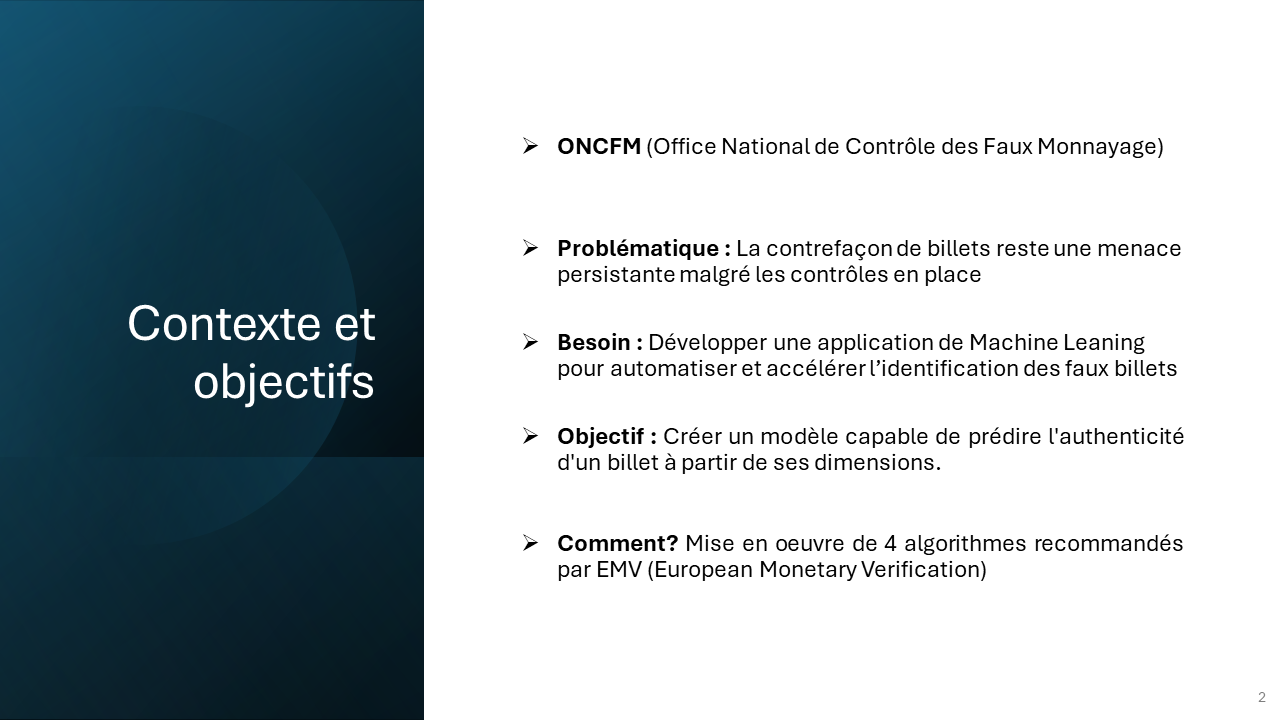 Contexte et
objectifs
➢ ONCFM (Office National de Contrôle des Faux Monnayage)
➢ Problématique : La contrefaçon de billets reste une menace
persistante malgré les contrôles en place
➢ Besoin : Développer une application de Machine Leaning
pour automatiser et accélérer l’identification des faux billets
➢ Objectif : Créer un modèle capable de prédire l'authenticité
d'un billet à partir de ses dimensions.
➢ Comment? Mise en oeuvre de 4 algorithmes recommandés
par EMV (European Monetary Verification)
2